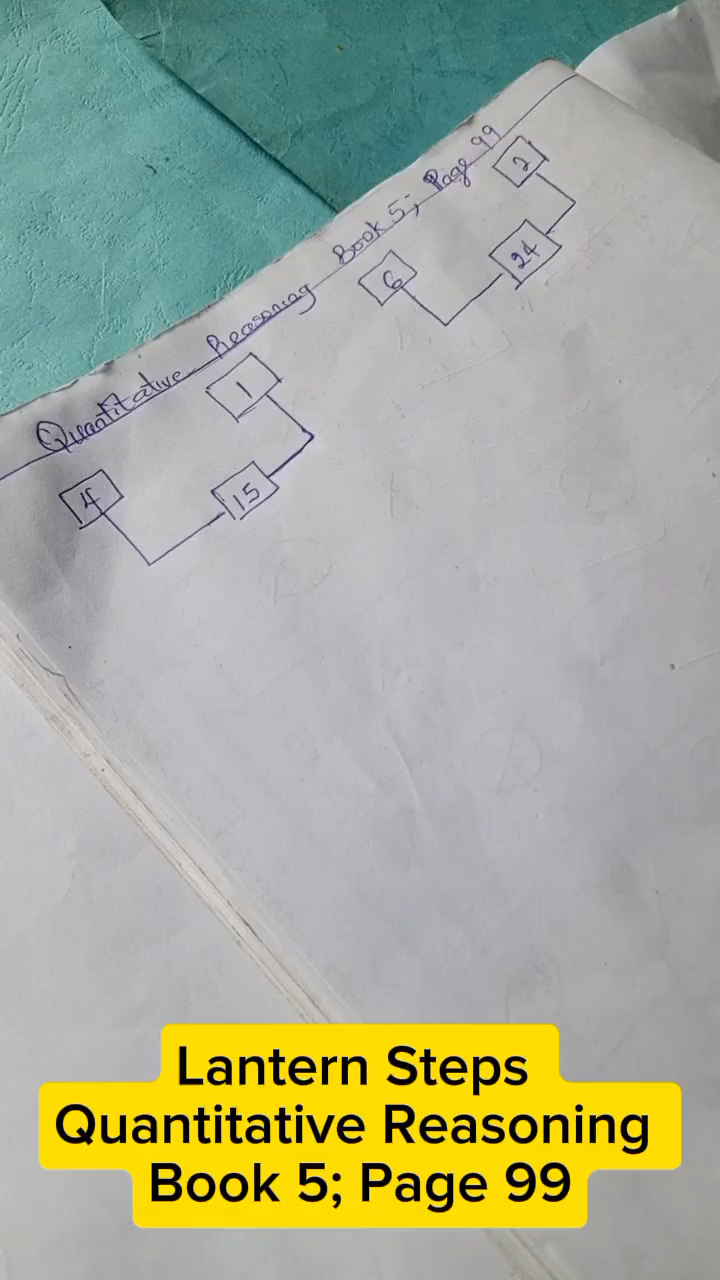 Quantitative Reasoning Book 5; Page 99
1
4
15
2
6
24
Lantern Steps
Quantitative Reasoning
Book 5; Page 99